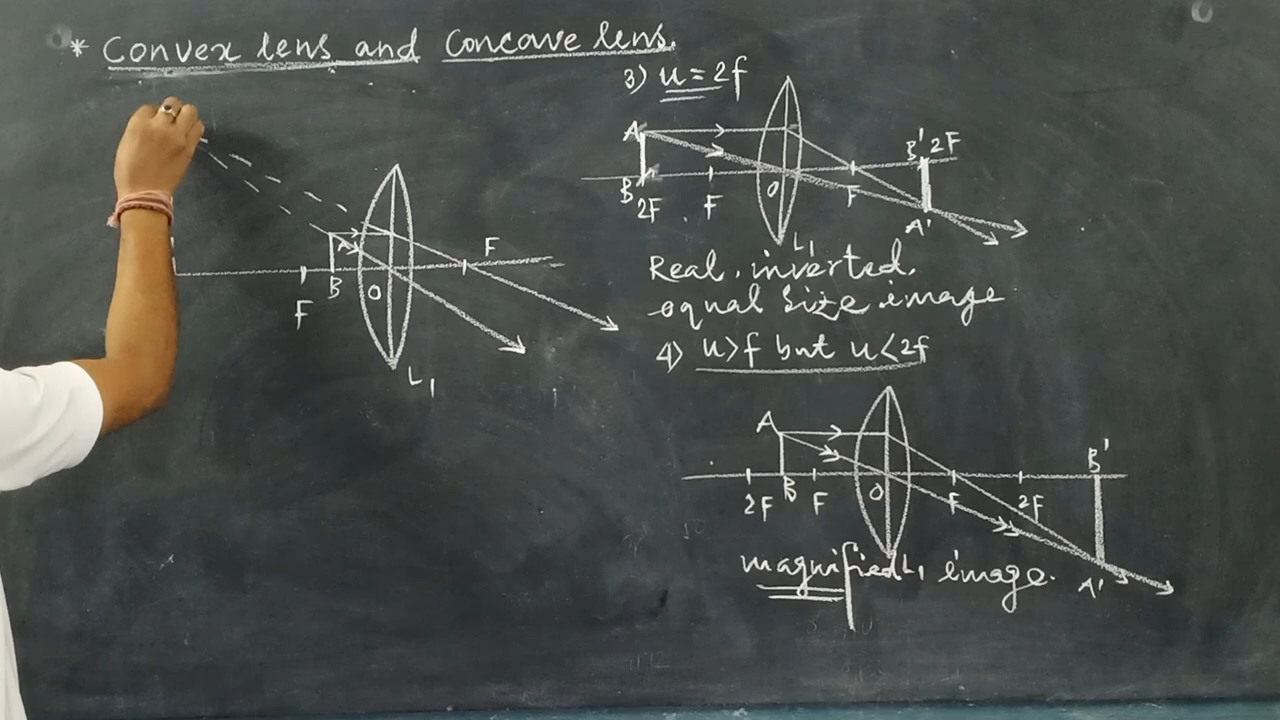 * Convex lens and Concave lens.
F
B
O
F
L1
3) u = 2f
A
B' 2F
B
2F
F
O
F
A'
L1
Real, inverted,
equal size image
4) u>f but u<2f
A
B'
2F
B
F
O
F
2F
magnified L1 image.
A'